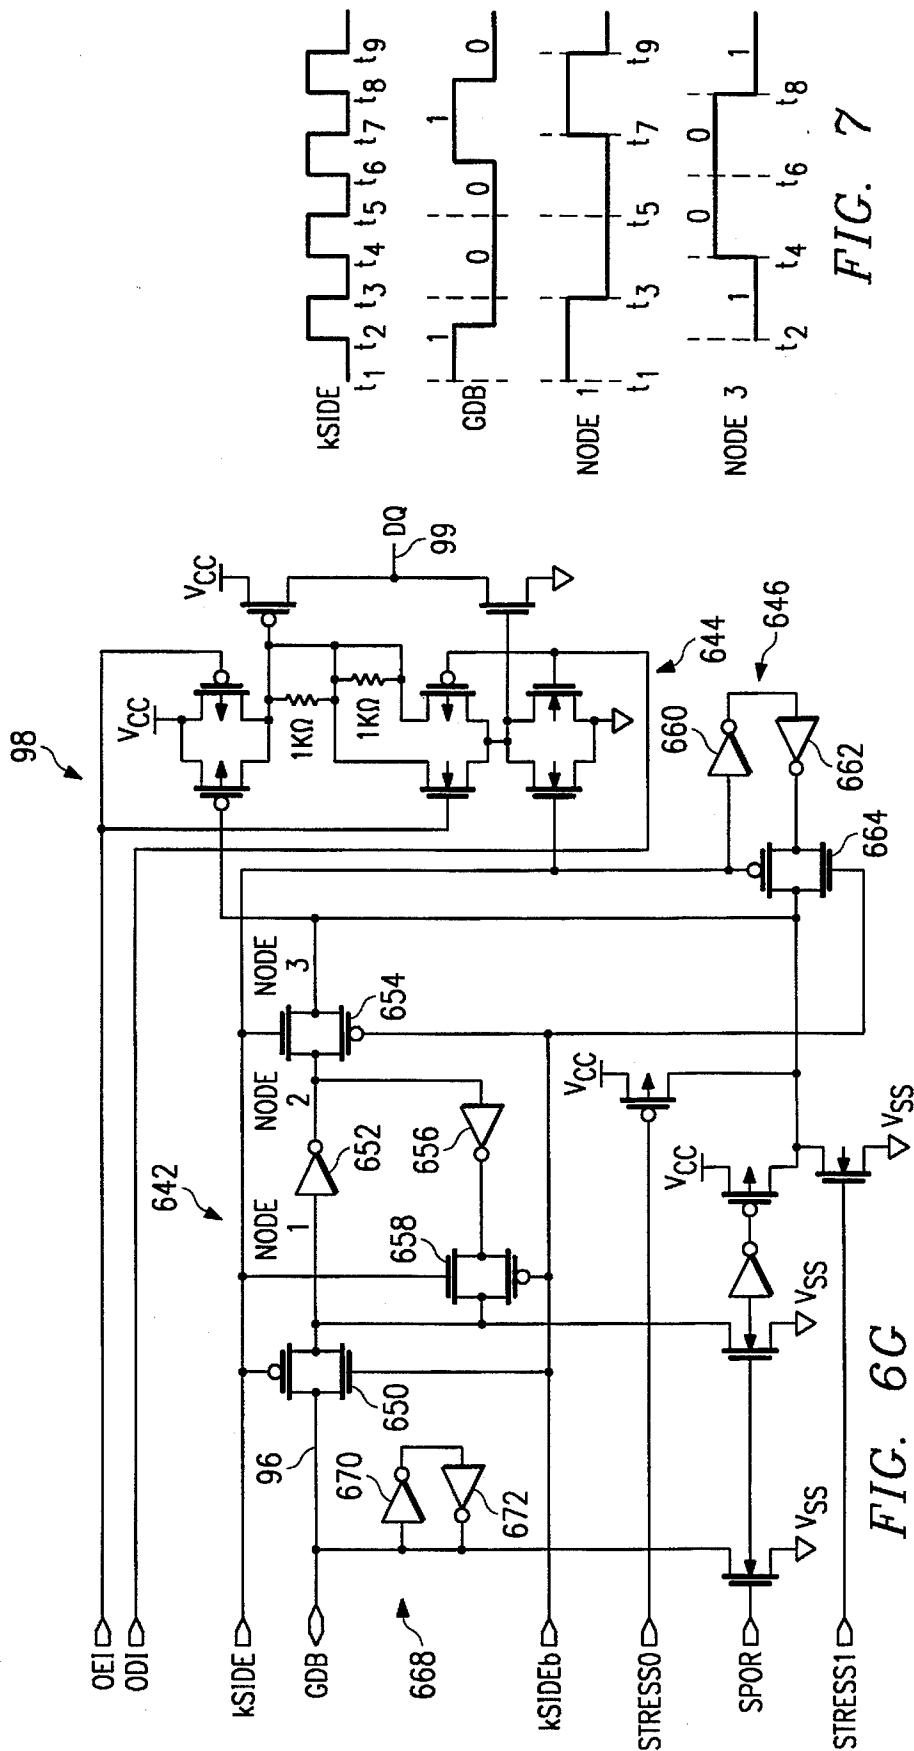 98
OEI
ODI
kSIDE
GDB
kSIDEb
STRESS0
SPOR
STRESS1
642
668
96
670
672
650
NODE
1
652
NODE
2
656
658
654
NODE
3
VCC
VCC
1KΩ
1KΩ
DQ
99
644
646
660
662
664
VCC
VCC
VSS
VSS
VSS
FIG. 6G
kSIDE
t1 t2 t3 t4 t5 t6 t7 t8 t9
GDB
1 0 0 1 0
NODE 1
t1 t3 t5 t7 t9
NODE 3
1 0 0 1
t2 t4 t6 t8
FIG. 7